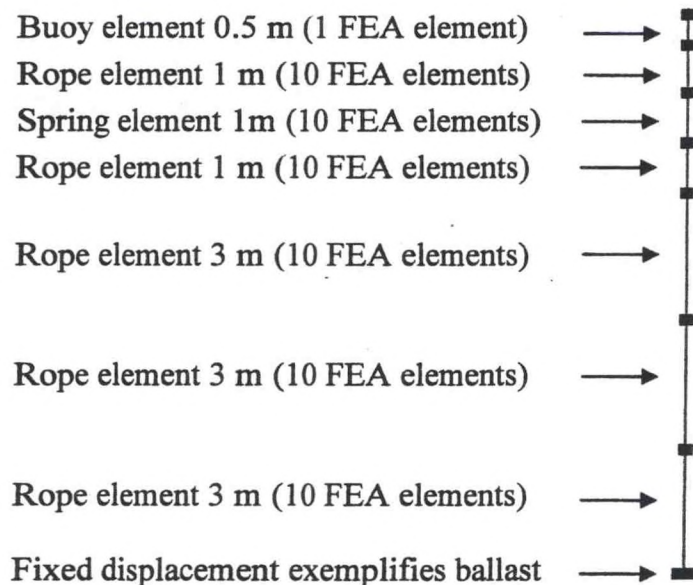 Buoy element 0.5 m (1 FEA element)
Rope element 1 m (10 FEA elements)
Spring element 1m (10 FEA elements)
Rope element 1 m (10 FEA elements)
Rope element 3 m (10 FEA elements)
Rope element 3 m (10 FEA elements)
Rope element 3 m (10 FEA elements)
Fixed displacement exemplifies ballast